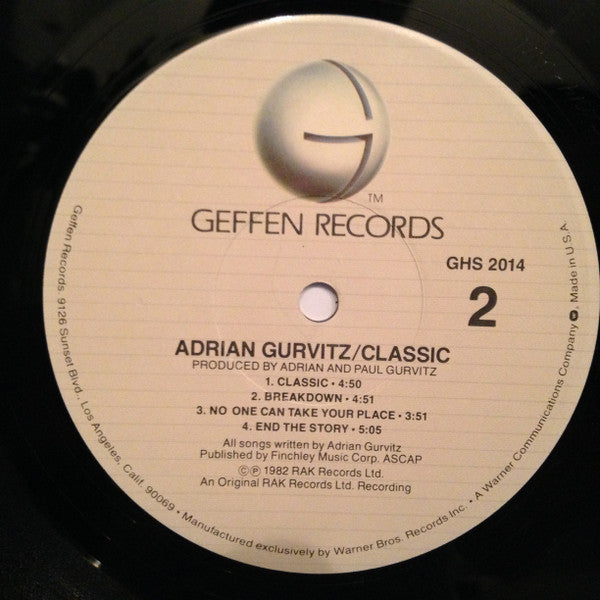 TM
GEFFEN RECORDS
GHS 2014
2
ADRIAN GURVITZ/CLASSIC
PRODUCED BY ADRIAN AND PAUL GURVITZ
1. CLASSIC • 4:50
2. BREAKDOWN • 4:51
3. NO ONE CAN TAKE YOUR PLACE • 3:51
4. END THE STORY • 5:05
All songs written by Adrian Gurvitz
Published by Finchley Music Corp. ASCAP
©℗ 1982 RAK Records Ltd.
An Original RAK Records Ltd. Recording
Geffen Records. 9126 Sunset Blvd., Los Angeles, Calif. 90069 • Manufactured exclusively by Warner Bros. Records Inc. • A Warner Communications Company. Made in U.S.A.